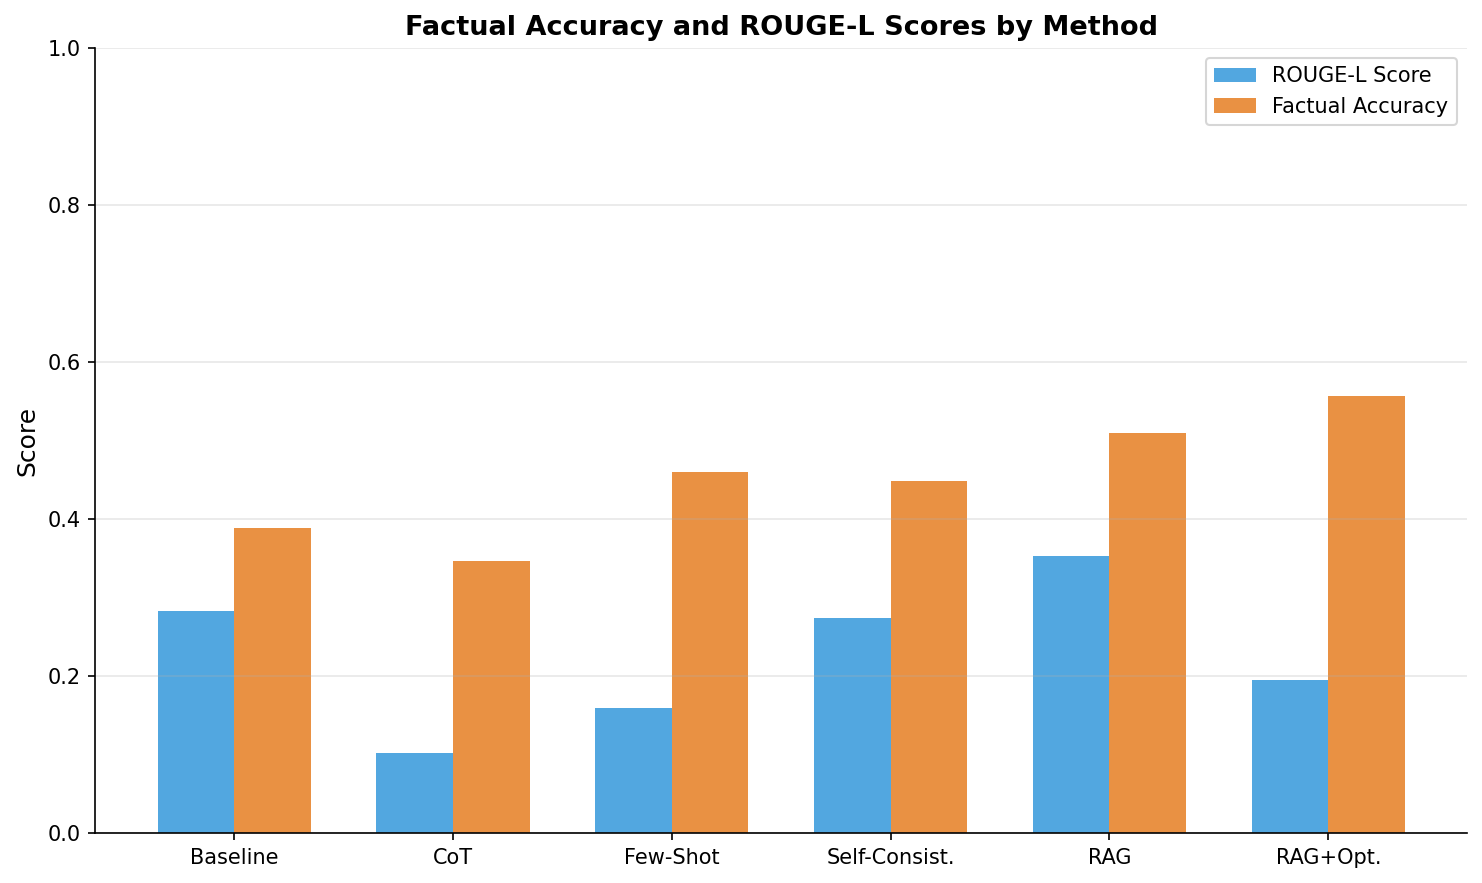 Factual Accuracy and ROUGE-L Scores by Method
ROUGE-L Score
Factual Accuracy
Score
1.0
0.8
0.6
0.4
0.2
0.0
Baseline CoT Few-Shot Self-Consist. RAG RAG+Opt.